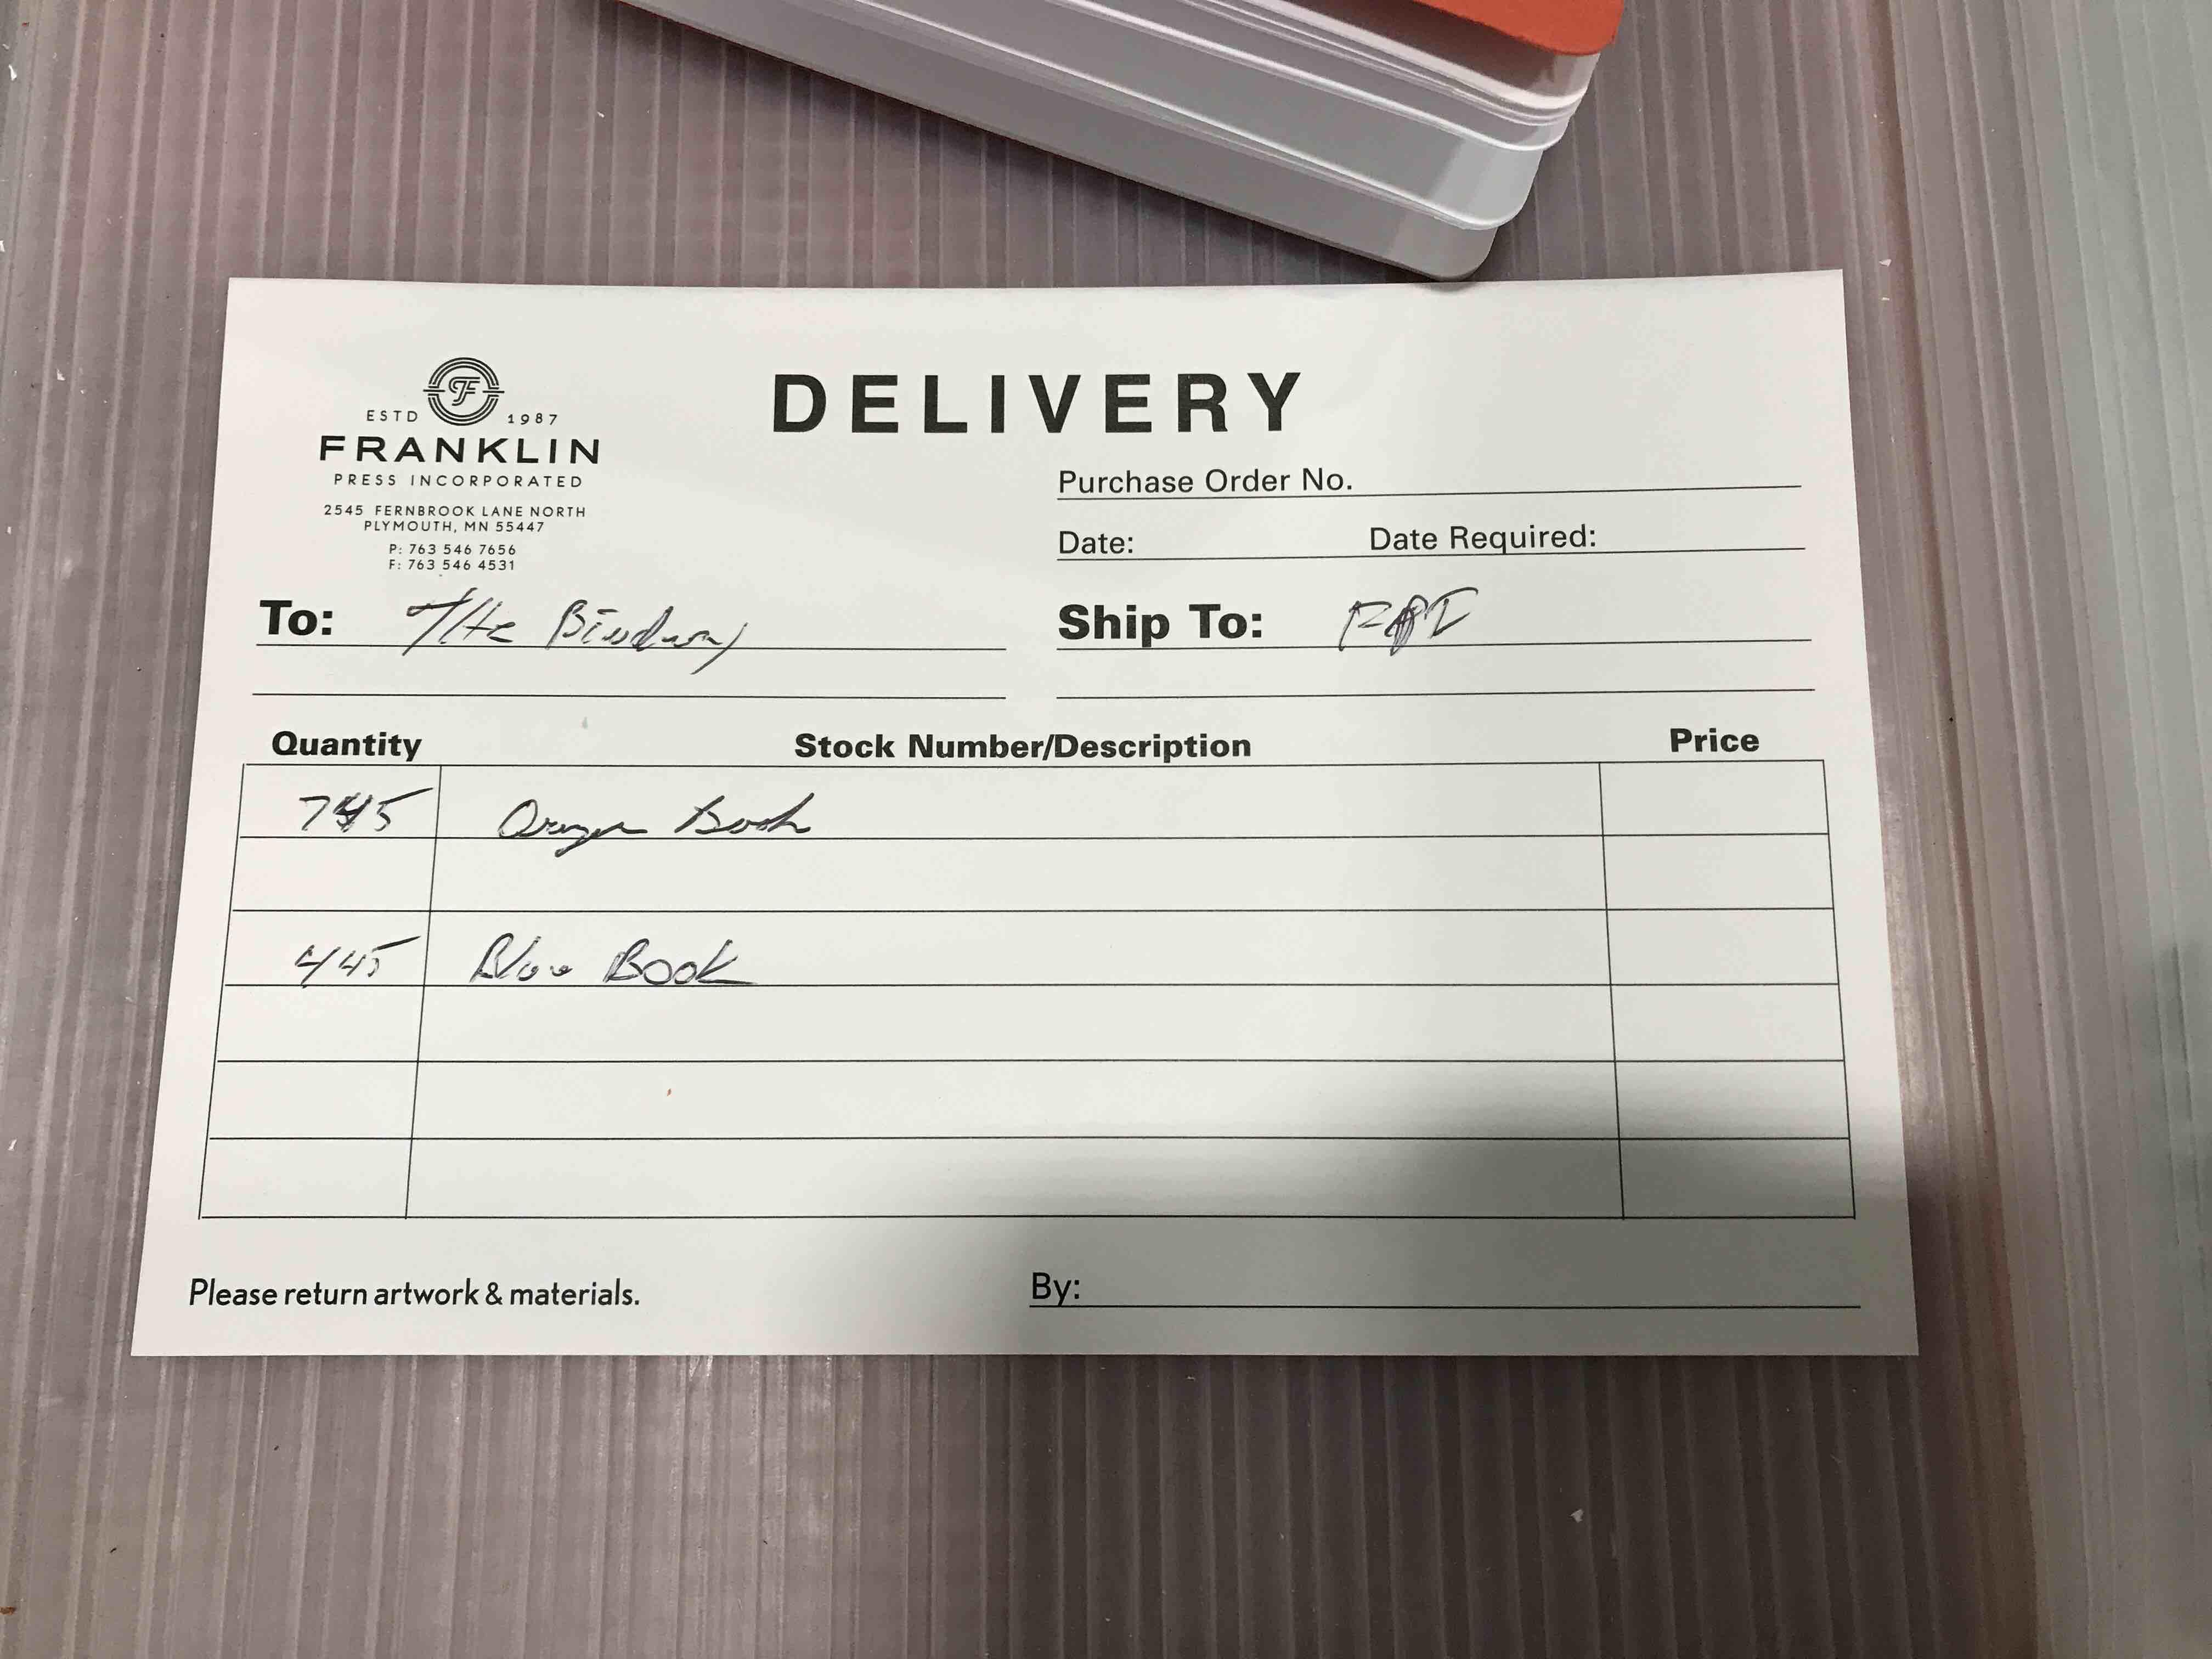 ESTD F 1987
FRANKLIN
PRESS INCORPORATED
2545 FERNBROOK LANE NORTH
PLYMOUTH, MN 55447
P: 763 546 7656
F: 763 546 4531
DELIVERY
Purchase Order No.
Date: Date Required:
To: The Bindery
Ship To:
Quantity Stock Number/Description Price
745 Orange Book
445 Blue Book
Please return artwork & materials.
By: